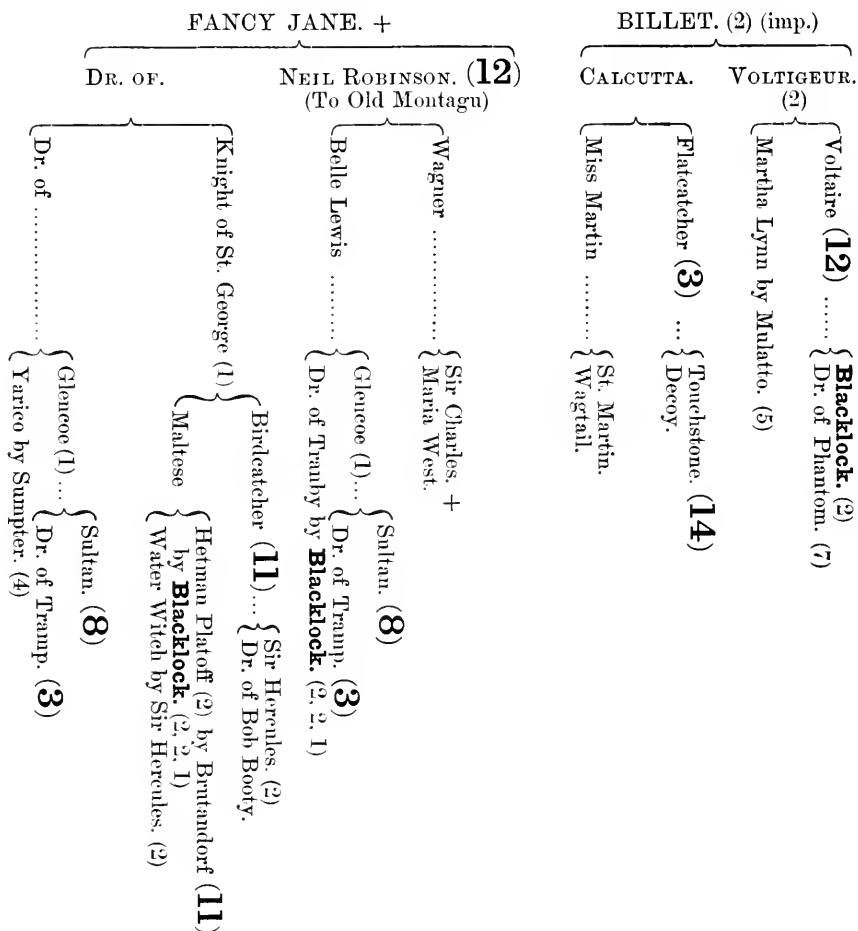 FANCY JANE. +
BILLET. (2) (imp.)
DR. OF.
NEIL ROBINSON. (12)
(To Old Montagu)
CALCUTTA.
VOLTIGEUR.
(2)
Voltaire (12) ......
Blacklock. (2)
Dr. of Phantom. (7)
Martha Lynn by Mulatto. (5)
Flatcatcher (3) ...
Touchstone. (14)
Decoy.
Miss Martin .........
St. Martin.
Wagtail.
Wagner ...............
Sir Charles. +
Maria West.
Belle Lewis .........
Glencoe (1)...
Sultan. (8)
Dr. of Tramp. (3)
Dr. of Tranby by Blacklock. (2, 2, 1)
Knight of St. George (1)
Birdcatcher (11)...
Sir Hercules. (2)
Dr. of Bob Booty.
Maltese
Hetman Platoff (2) by Brutandorf (11)
by Blacklock. (2, 2, 1)
Water Witch by Sir Hercules. (2)
Dr. of .....................
Glencoe (1) ...
Sultan. (8)
Dr. of Tramp. (3)
Yarico by Sumpter. (4)